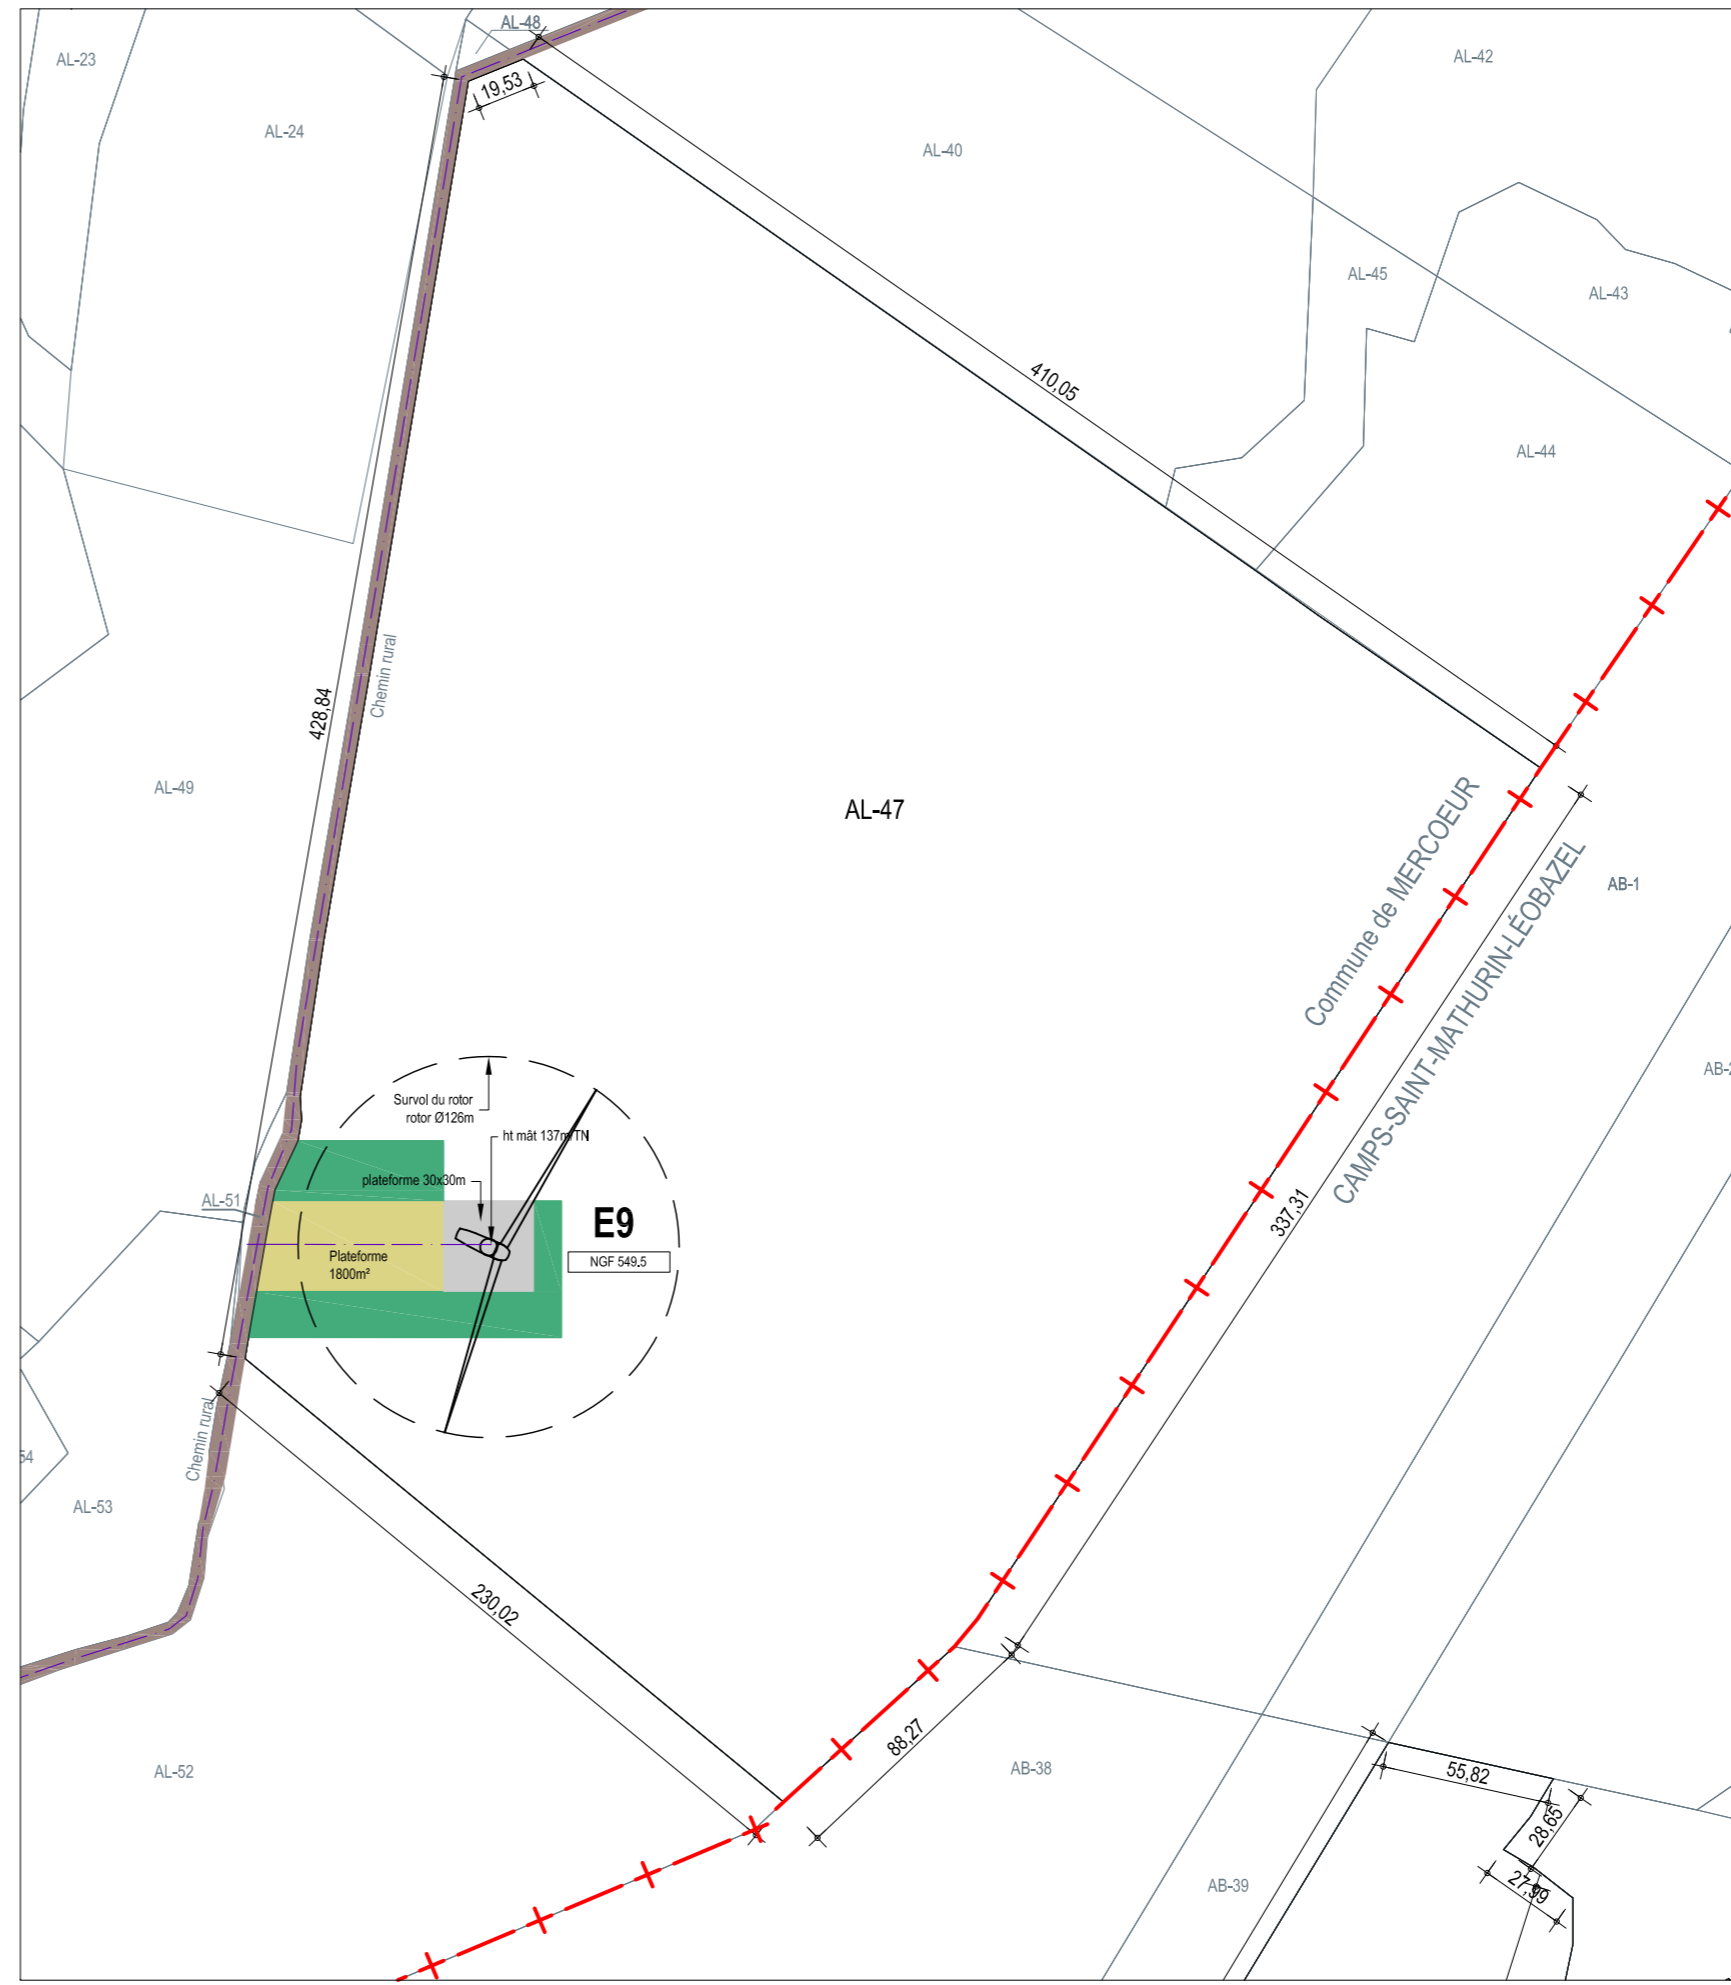 AL-48
AL-23
AL-42
19,53
AL-24
AL-40
AL-45
AL-43
410,05
AL-44
Chemin rural
428,84
AL-49
AL-47
Commune de MERCOEUR
CAMPS-SAINT-MATHURIN-LÉOBAZEL
AB-1
AB-2
Survol du rotor
rotor Ø126m
ht mât 137m/TN
plateforme 30x30m
AL-51
E9
NGF 549.5
Plateforme
1800m²
337,31
Chemin rural
54
AL-53
230,02
88,27
AL-52
AB-38
55,82
28,65
27,99
AB-39